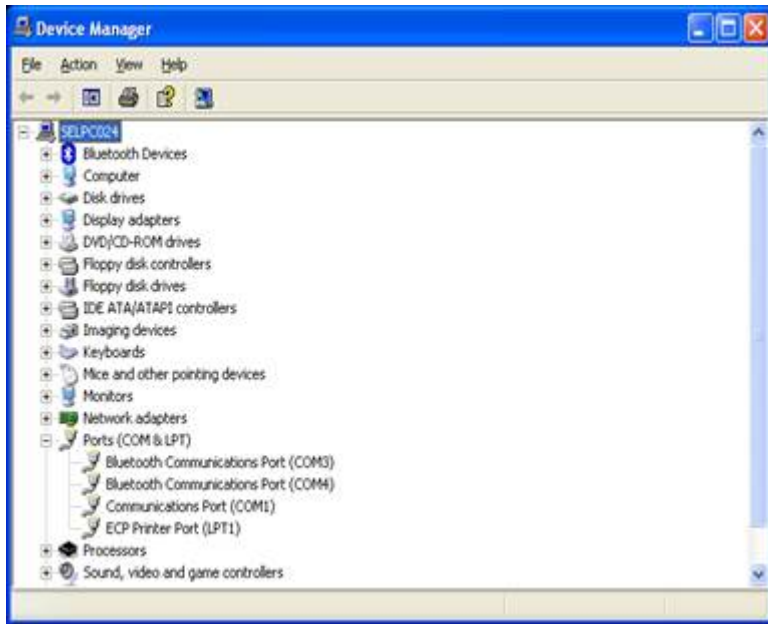 Device Manager
File Action View Help
SELPC024
Bluetooth Devices
Computer
Disk drives
Display adapters
DVD/CD-ROM drives
Floppy disk controllers
Floppy disk drives
IDE ATA/ATAPI controllers
Imaging devices
Keyboards
Mice and other pointing devices
Monitors
Network adapters
Ports (COM & LPT)
Bluetooth Communications Port (COM3)
Bluetooth Communications Port (COM4)
Communications Port (COM1)
ECP Printer Port (LPT1)
Processors
Sound, video and game controllers